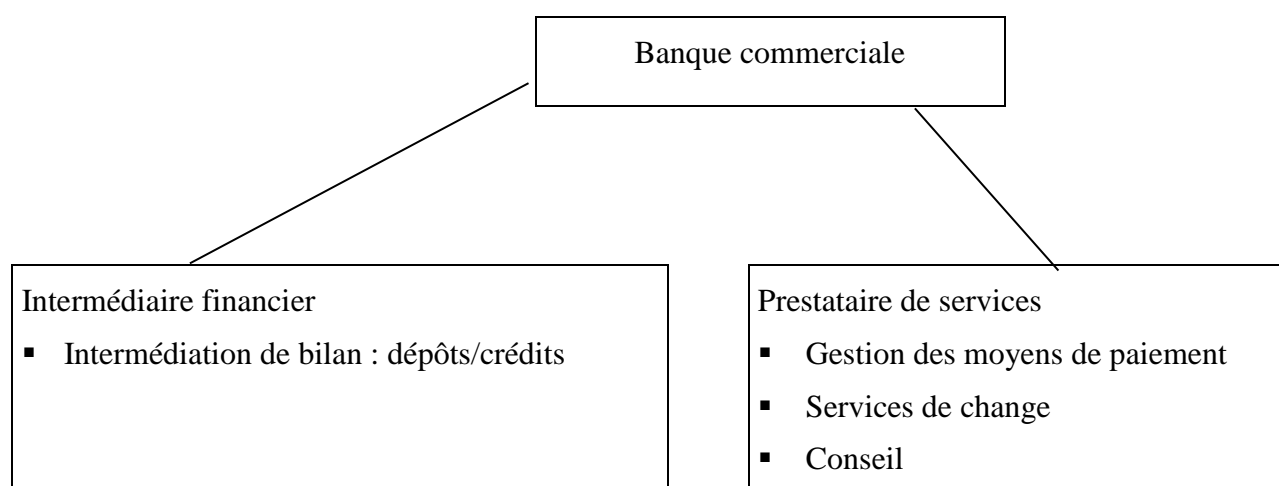 Banque commerciale
Intermédiaire financier
▪ Intermédiation de bilan : dépôts/crédits
Prestataire de services
▪ Gestion des moyens de paiement
▪ Services de change
▪ Conseil